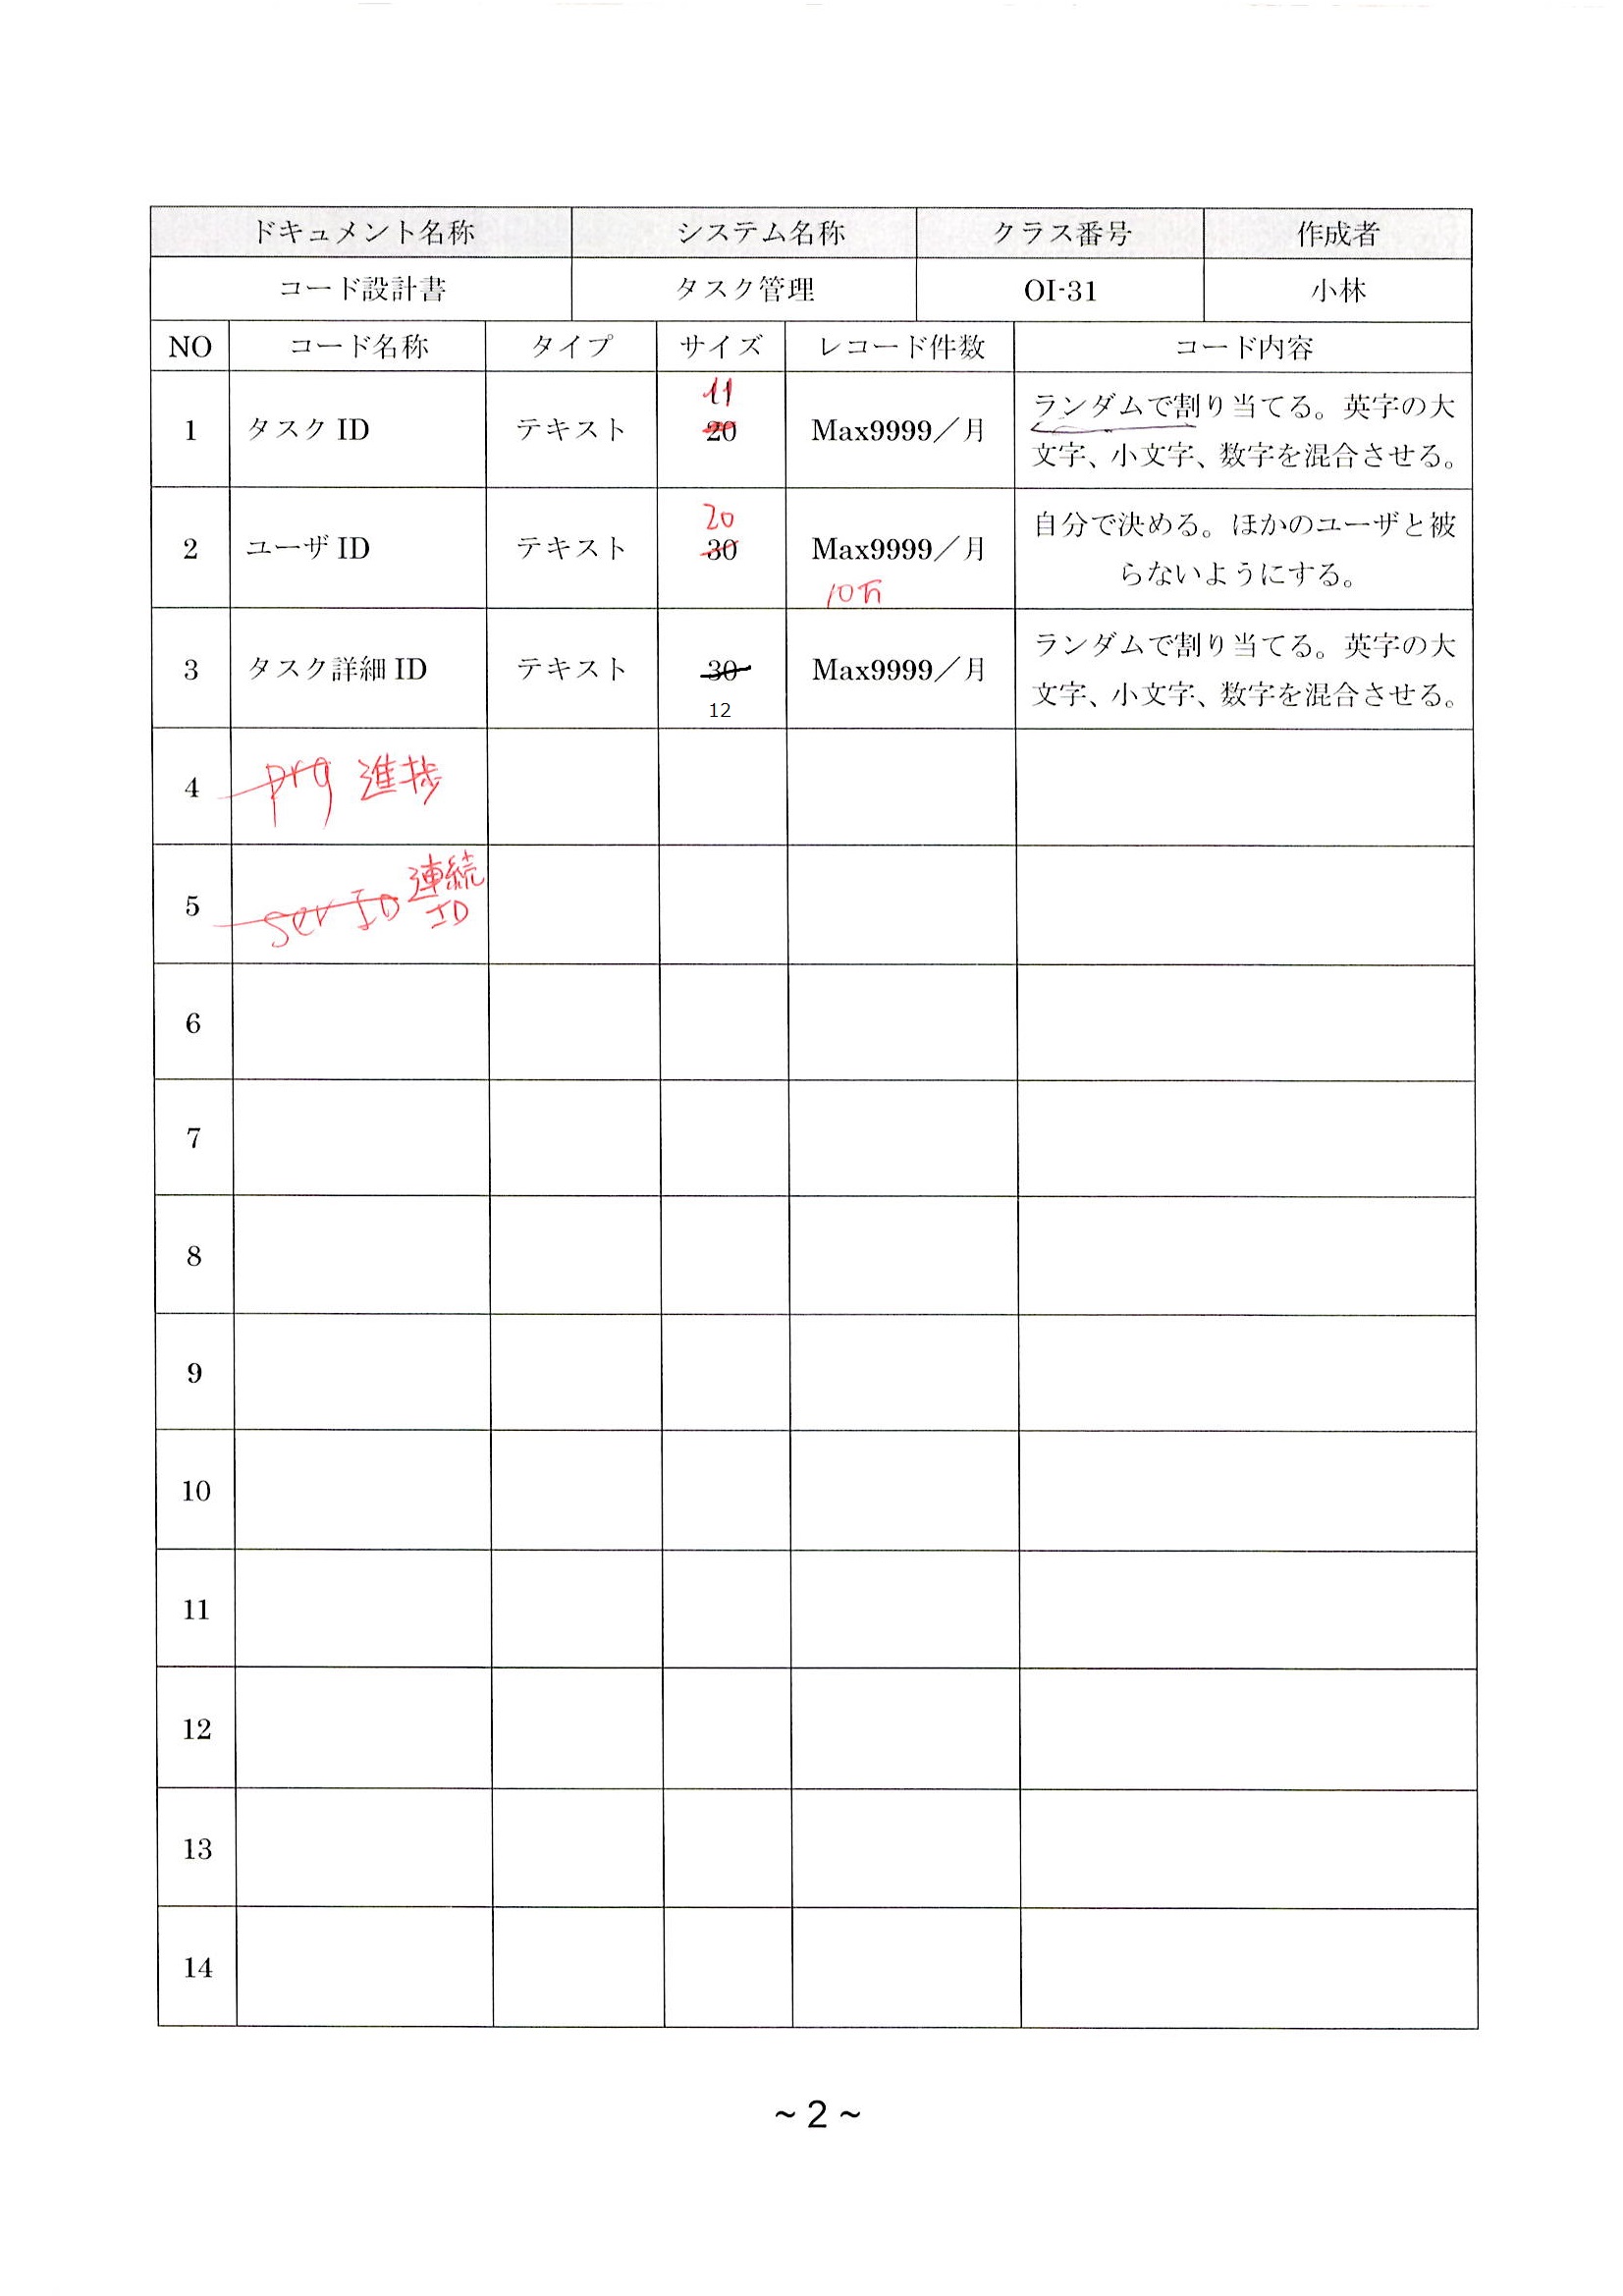 ドキュメント名称 システム名称 クラス番号 作成者
コード設計書 タスク管理 OI-31 小林
NO コード名称 タイプ サイズ レコード件数 コード内容
11
ランダムで割り当てる。英字の大
1 タスク ID テキスト 20 Max9999／月
文字、小文字、数字を混合させる。
20
自分で決める。ほかのユーザと被
2 ユーザ ID テキスト 30 Max9999／月
らないようにする。
10万
ランダムで割り当てる。英字の大
3 タスク詳細 ID テキスト 30 Max9999／月
文字、小文字、数字を混合させる。
12
4 prg 進捗
連続
5 ser ID ID
6
7
8
9
10
11
12
13
14
~ 2 ~